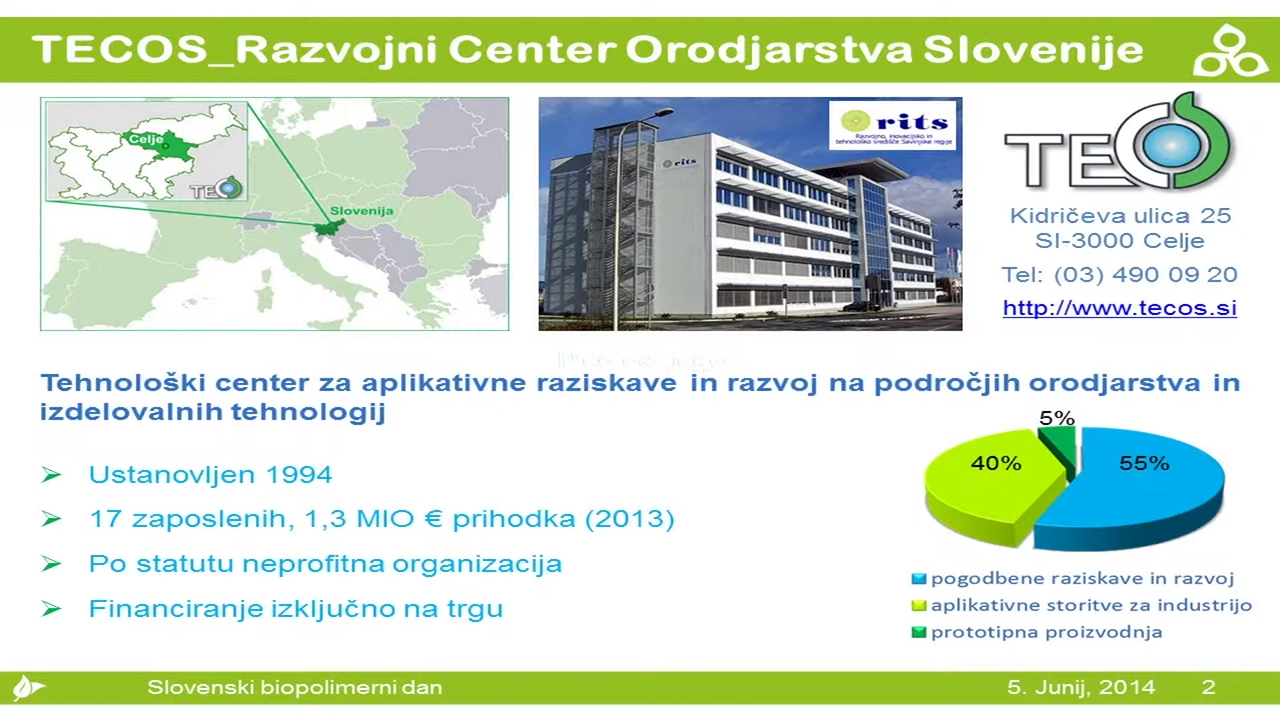 TECOS_Razvojni Center Orodjarstva Slovenije
Celje
TECOS
Slovenija
rits
Razvojno, inovacijsko in
tehnološko središče Savinjske regije
rits
TECOS
Kidričeva ulica 25
SI-3000 Celje
Tel: (03) 490 09 20
http://www.tecos.si
Tehnološki center za aplikativne raziskave in razvoj na področjih orodjarstva in
izdelovalnih tehnologij
Ustanovljen 1994
17 zaposlenih, 1,3 MIO € prihodka (2013)
Po statutu neprofitna organizacija
Financiranje izključno na trgu
5%
40%
55%
pogodbene raziskave in razvoj
aplikativne storitve za industrijo
prototipna proizvodnja
Slovenski biopolimerni dan
5. Junij, 2014
2